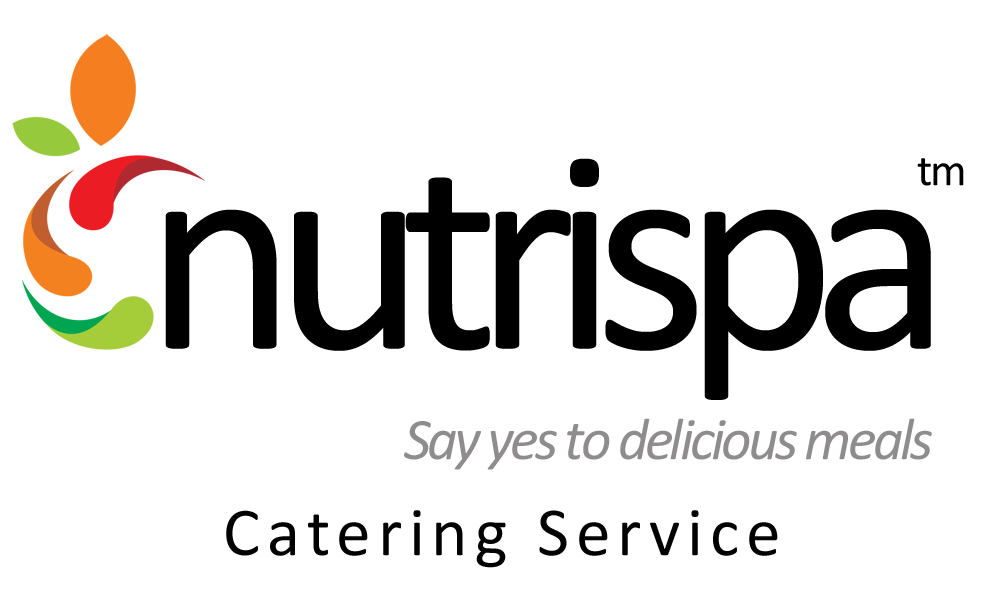 nutrispa tm
Say yes to delicious meals
Catering Service